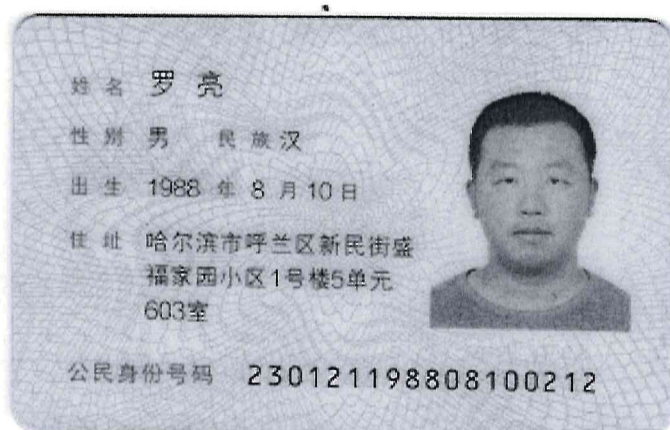 姓名 罗亮
性别 男 民族 汉
出生 1988 年 8 月 10 日
住址 哈尔滨市呼兰区新民街盛
福家园小区1号楼5单元
603室
公民身份号码 230121198808100212